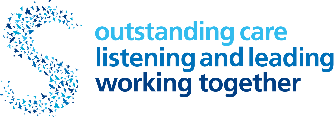 outstanding care
listening and leading
working together